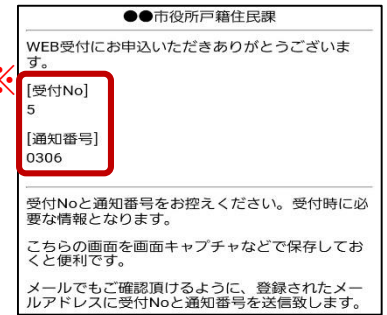 ●●市役所戸籍住民課
WEB受付にお申込いただきありがとうございま
す。
※
[受付No]
5
[通知番号]
0306
受付Noと通知番号をお控えください。受付時に必
要な情報となります。
こちらの画面を画面キャプチャなどで保存してお
くと便利です。
メールでもご確認頂けるように、登録されたメー
ルアドレスに受付Noと通知番号を送信致します。